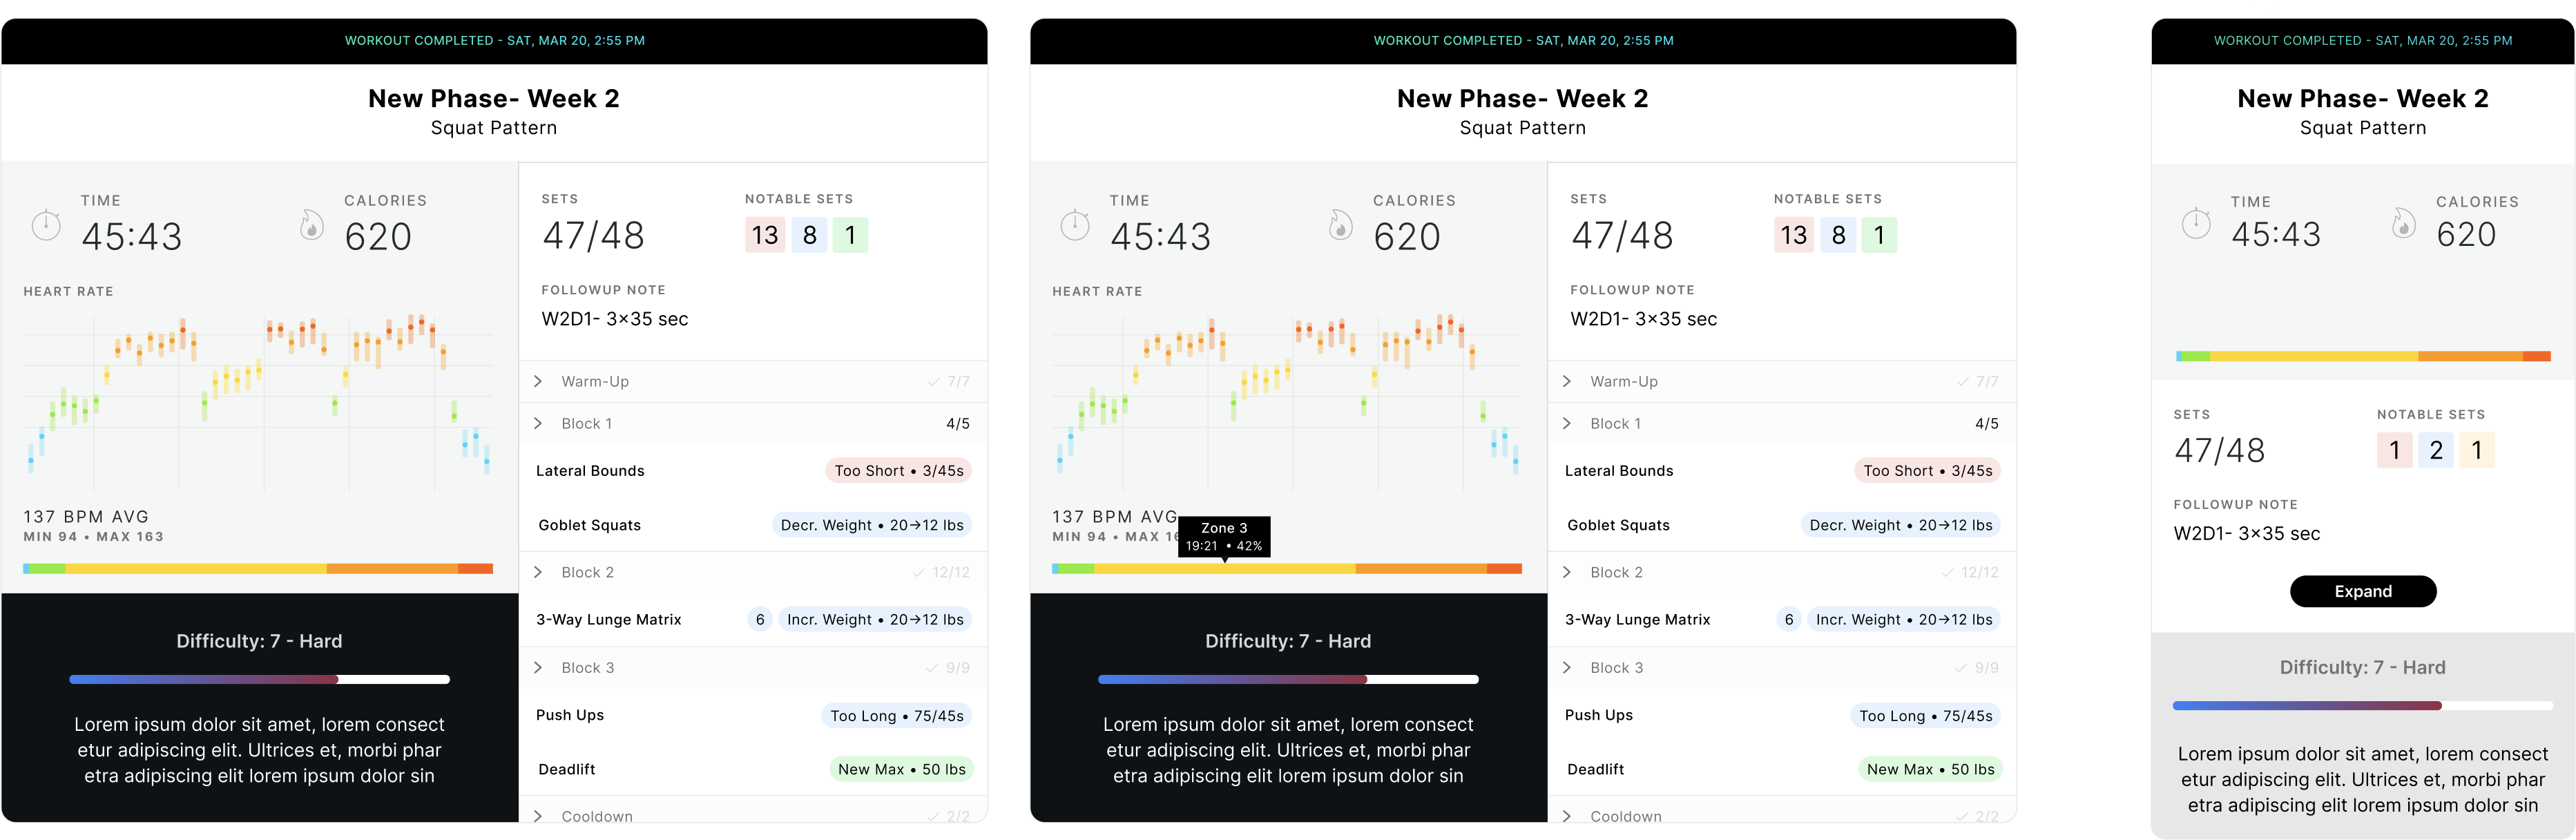 WORKOUT COMPLETED - SAT, MAR 20, 2:55 PM
New Phase- Week 2
Squat Pattern
TIME
45:43
CALORIES
620
HEART RATE
137 BPM AVG
MIN 94 • MAX 163
Difficulty: 7 - Hard
Lorem ipsum dolor sit amet, lorem consect
etur adipiscing elit. Ultrices et, morbi phar
etra adipiscing elit lorem ipsum dolor sin
SETS
47/48
NOTABLE SETS
13 8 1
FOLLOWUP NOTE
W2D1- 3×35 sec
Warm-Up 7/7
Block 1 4/5
Lateral Bounds Too Short • 3/45s
Goblet Squats Decr. Weight • 20→12 lbs
Block 2 12/12
3-Way Lunge Matrix 6 Incr. Weight • 20→12 lbs
Block 3 9/9
Push Ups Too Long • 75/45s
Deadlift New Max • 50 lbs
Cooldown 2/2
WORKOUT COMPLETED - SAT, MAR 20, 2:55 PM
New Phase- Week 2
Squat Pattern
TIME
45:43
CALORIES
620
HEART RATE
137 BPM AVG
MIN 94 • MAX
Zone 3
19:21 • 42%
Difficulty: 7 - Hard
Lorem ipsum dolor sit amet, lorem consect
etur adipiscing elit. Ultrices et, morbi phar
etra adipiscing elit lorem ipsum dolor sin
SETS
47/48
NOTABLE SETS
13 8 1
FOLLOWUP NOTE
W2D1- 3×35 sec
Warm-Up 7/7
Block 1 4/5
Lateral Bounds Too Short • 3/45s
Goblet Squats Decr. Weight • 20→12 lbs
Block 2 12/12
3-Way Lunge Matrix 6 Incr. Weight • 20→12 lbs
Block 3 9/9
Push Ups Too Long • 75/45s
Deadlift New Max • 50 lbs
Cooldown 2/2
WORKOUT COMPLETED - SAT, MAR 20, 2:55 PM
New Phase- Week 2
Squat Pattern
TIME
45:43
CALORIES
620
SETS
47/48
NOTABLE SETS
1 2 1
FOLLOWUP NOTE
W2D1- 3×35 sec
Expand
Difficulty: 7 - Hard
Lorem ipsum dolor sit amet, lorem consect
etur adipiscing elit. Ultrices et, morbi phar
etra adipiscing elit lorem ipsum dolor sin